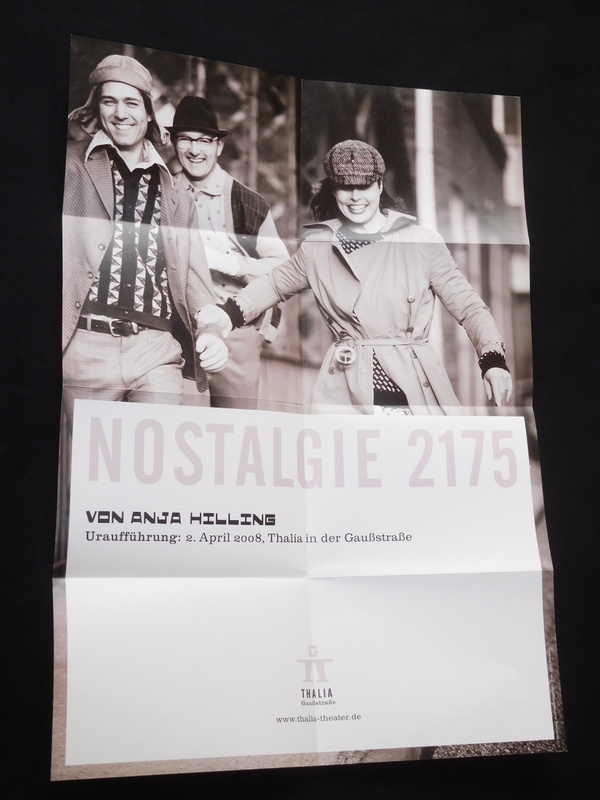 NOSTALGIE 2175
VON ANJA HILLING
Uraufführung: 2. April 2008, Thalia in der Gaußstraße
G
THALIA
Gaußstraße
www.thalia-theater.de